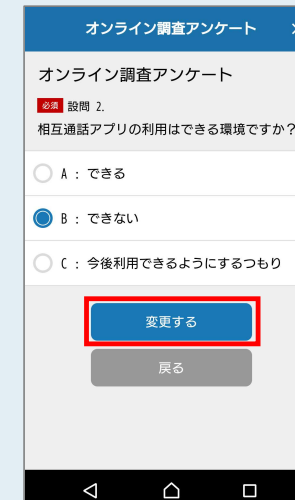 オンライン調査アンケート
オンライン調査アンケート
必須 設問 2.
相互通話アプリの利用はできる環境ですか?
A : できる
B : できない
C : 今後利用できるようにするつもり
変更する
戻る